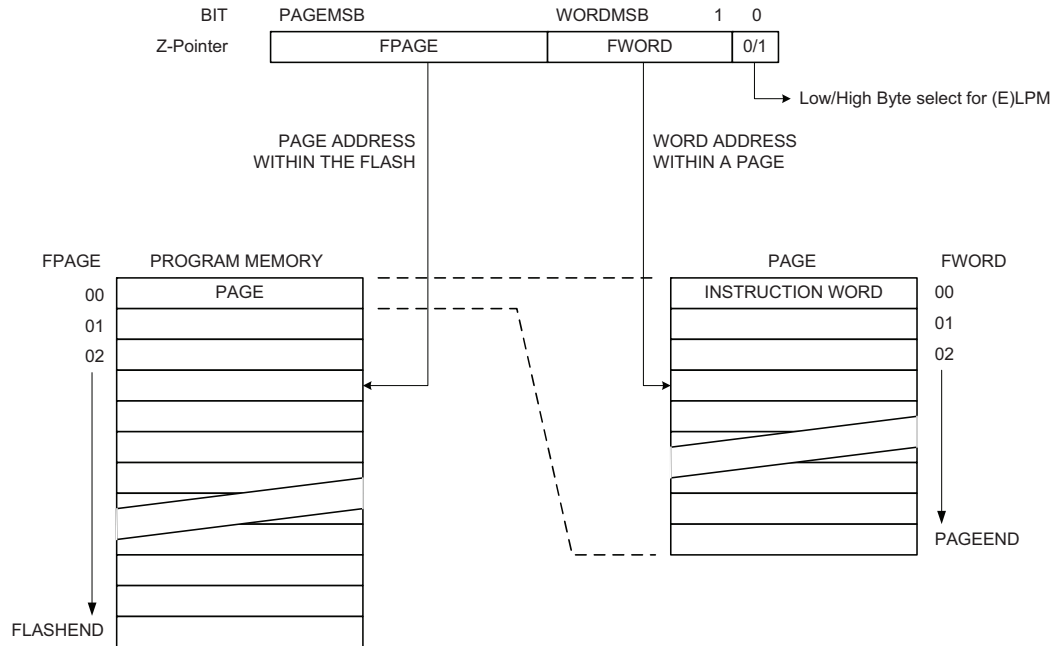 BIT PAGEMSB WORDMSB 1 0
Z-Pointer FPAGE FWORD 0/1
Low/High Byte select for (E)LPM
PAGE ADDRESS
WITHIN THE FLASH
WORD ADDRESS
WITHIN A PAGE
FPAGE PROGRAM MEMORY PAGE FWORD
00 PAGE INSTRUCTION WORD 00
01 01
02 02
PAGEEND
FLASHEND